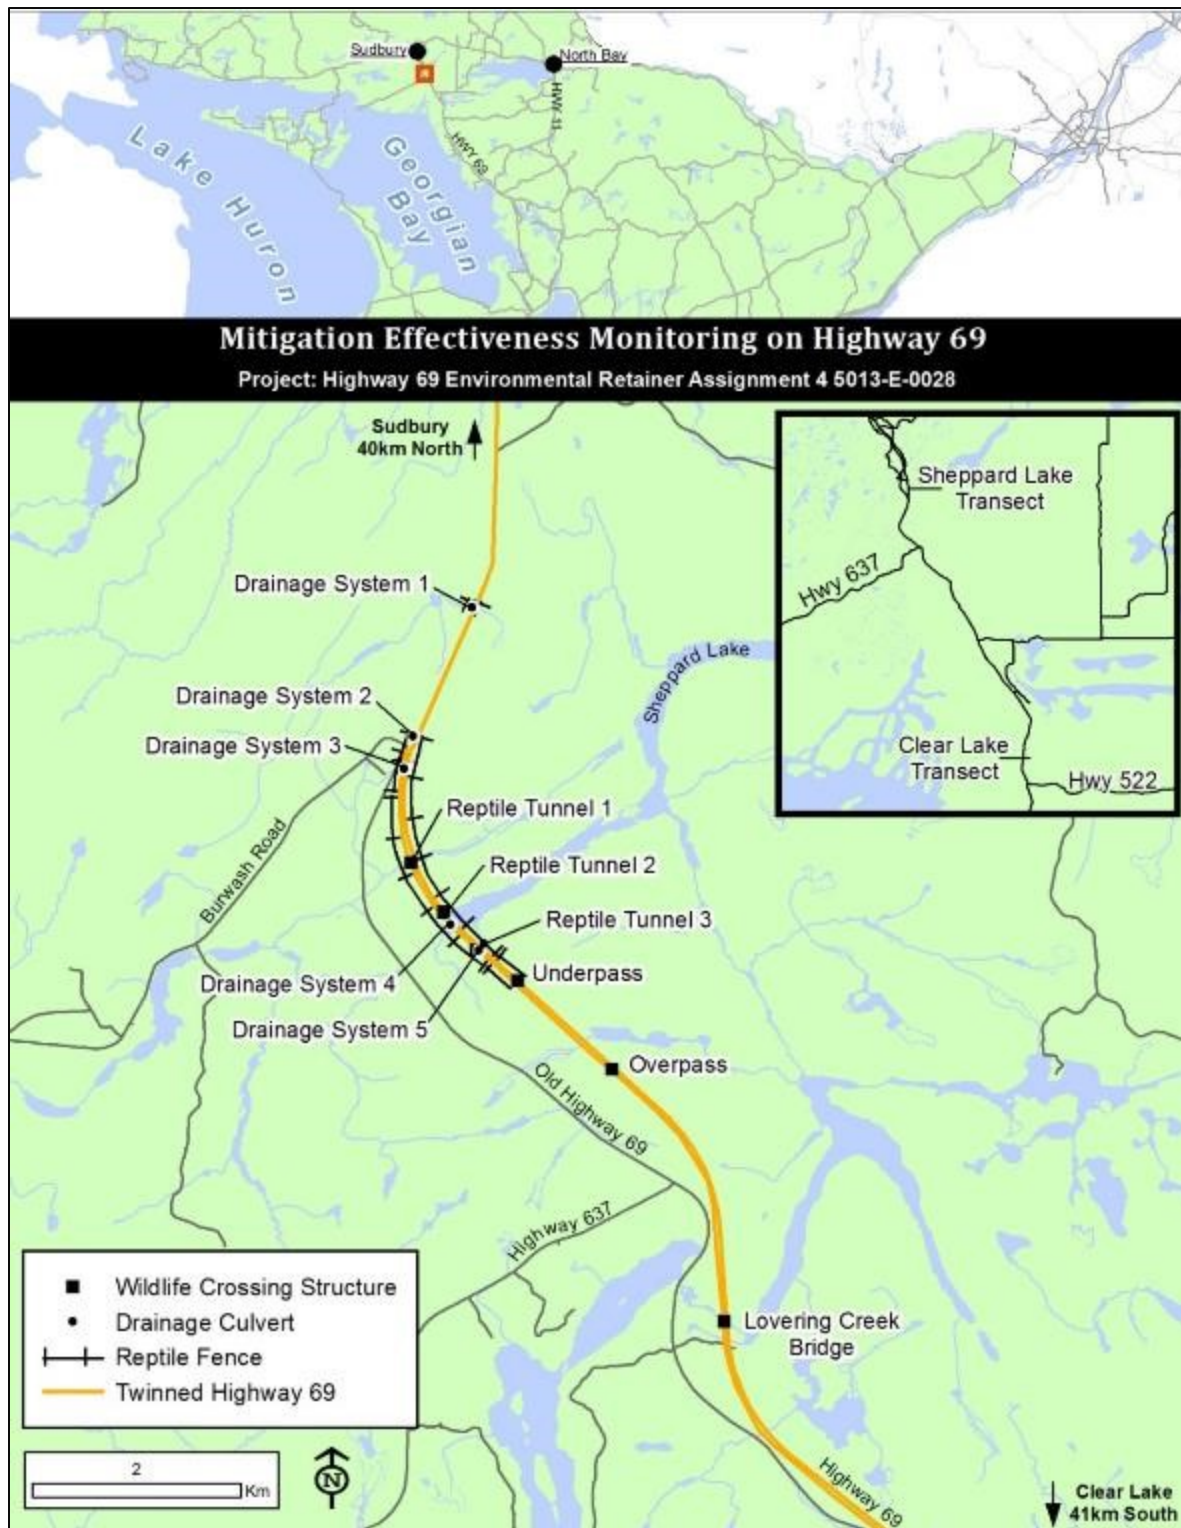 Sudbury
North Bay
HWY 11
HWY 69
Lake Huron
Georgian
Bay
Mitigation Effectiveness Monitoring on Highway 69
Project: Highway 69 Environmental Retainer Assignment 4 5013-E-0028
Sudbury
40km North
Sheppard Lake
Transect
Hwy 637
Clear Lake
Transect
Hwy 522
Drainage System 1
Sheppard Lake
Drainage System 2
Drainage System 3
Reptile Tunnel 1
Burwash Road
Reptile Tunnel 2
Reptile Tunnel 3
Underpass
Drainage System 4
Drainage System 5
Overpass
Old Highway 69
Highway 637
Lovering Creek
Bridge
Wildlife Crossing Structure
Drainage Culvert
Reptile Fence
Twinned Highway 69
2
Km
N
Highway 69
Clear Lake
41km South